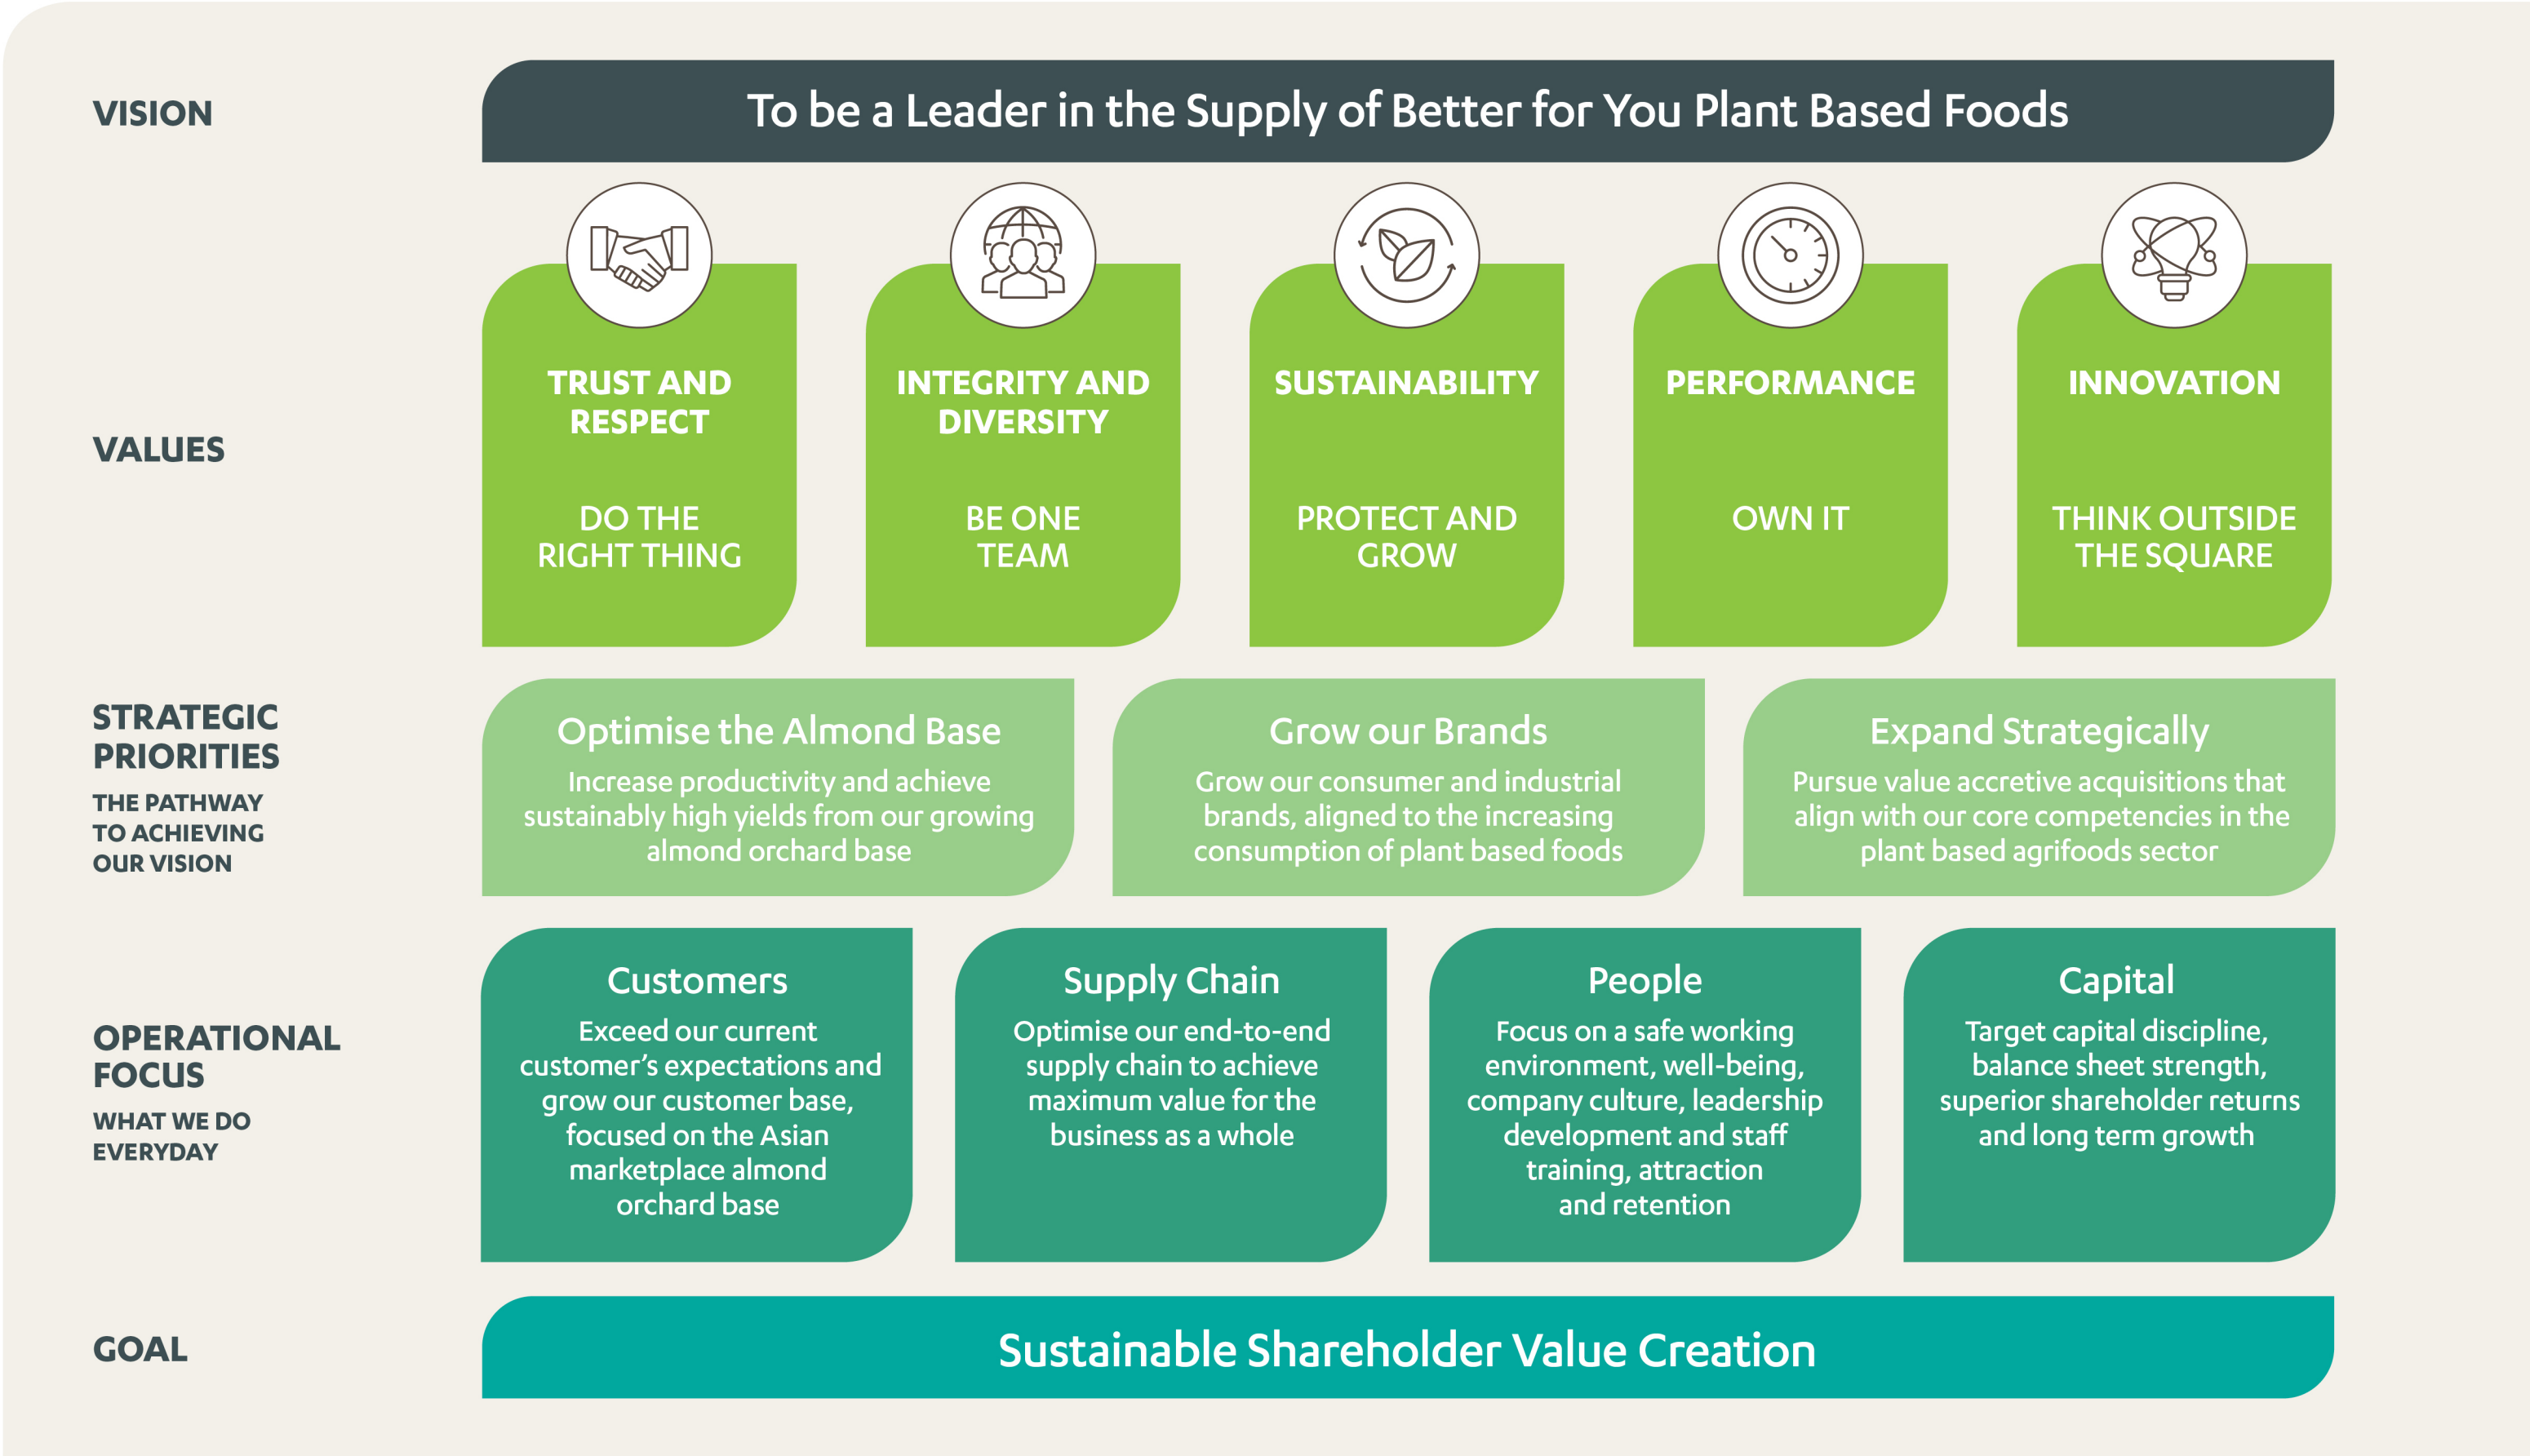 VISION
To be a Leader in the Supply of Better for You Plant Based Foods
VALUES
TRUST AND
RESPECT
DO THE
RIGHT THING
INTEGRITY AND
DIVERSITY
BE ONE
TEAM
SUSTAINABILITY
PROTECT AND
GROW
PERFORMANCE
OWN IT
INNOVATION
THINK OUTSIDE
THE SQUARE
STRATEGIC
PRIORITIES
THE PATHWAY
TO ACHIEVING
OUR VISION
Optimise the Almond Base
Increase productivity and achieve
sustainably high yields from our growing
almond orchard base
Grow our Brands
Grow our consumer and industrial
brands, aligned to the increasing
consumption of plant based foods
Expand Strategically
Pursue value accretive acquisitions that
align with our core competencies in the
plant based agrifoods sector
OPERATIONAL
FOCUS
WHAT WE DO
EVERYDAY
Customers
Exceed our current
customer’s expectations and
grow our customer base,
focused on the Asian
marketplace almond
orchard base
Supply Chain
Optimise our end-to-end
supply chain to achieve
maximum value for the
business as a whole
People
Focus on a safe working
environment, well-being,
company culture, leadership
development and staff
training, attraction
and retention
Capital
Target capital discipline,
balance sheet strength,
superior shareholder returns
and long term growth
GOAL
Sustainable Shareholder Value Creation